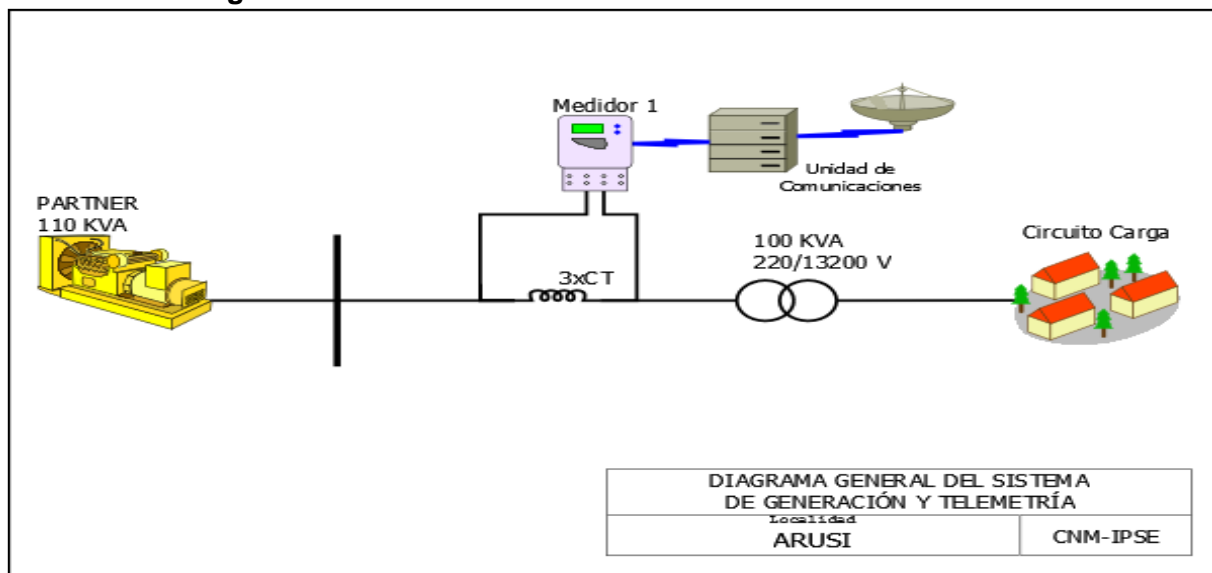 Medidor 1
Unidad de
Comunicaciones
PARTNER
110 KVA
3xCT
100 KVA
220/13200 V
Circuito Carga
DIAGRAMA GENERAL DEL SISTEMA
DE GENERACIÓN Y TELEMETRÍA
Localidad
ARUSI
CNM-IPSE